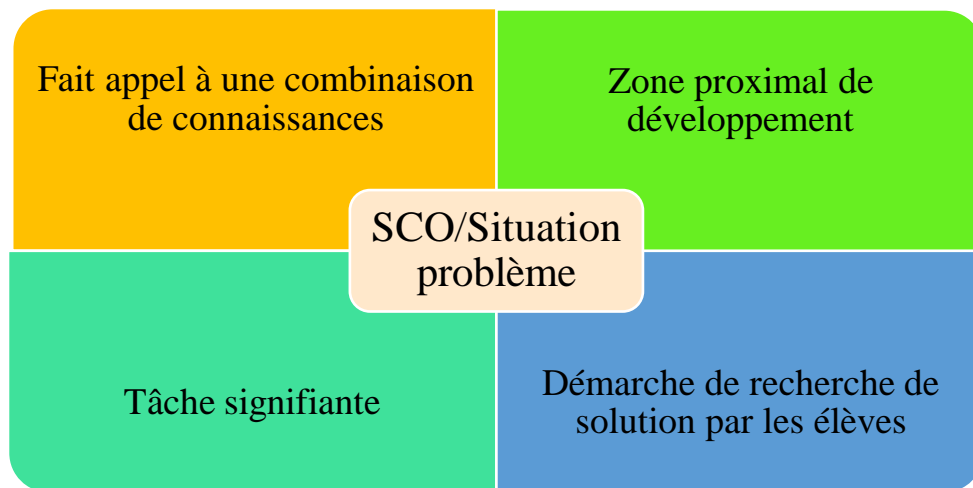 Fait appel à une combinaison
de connaissances
Zone proximal de
développement
SCO/Situation
problème
Tâche signifiante
Démarche de recherche de
solution par les élèves